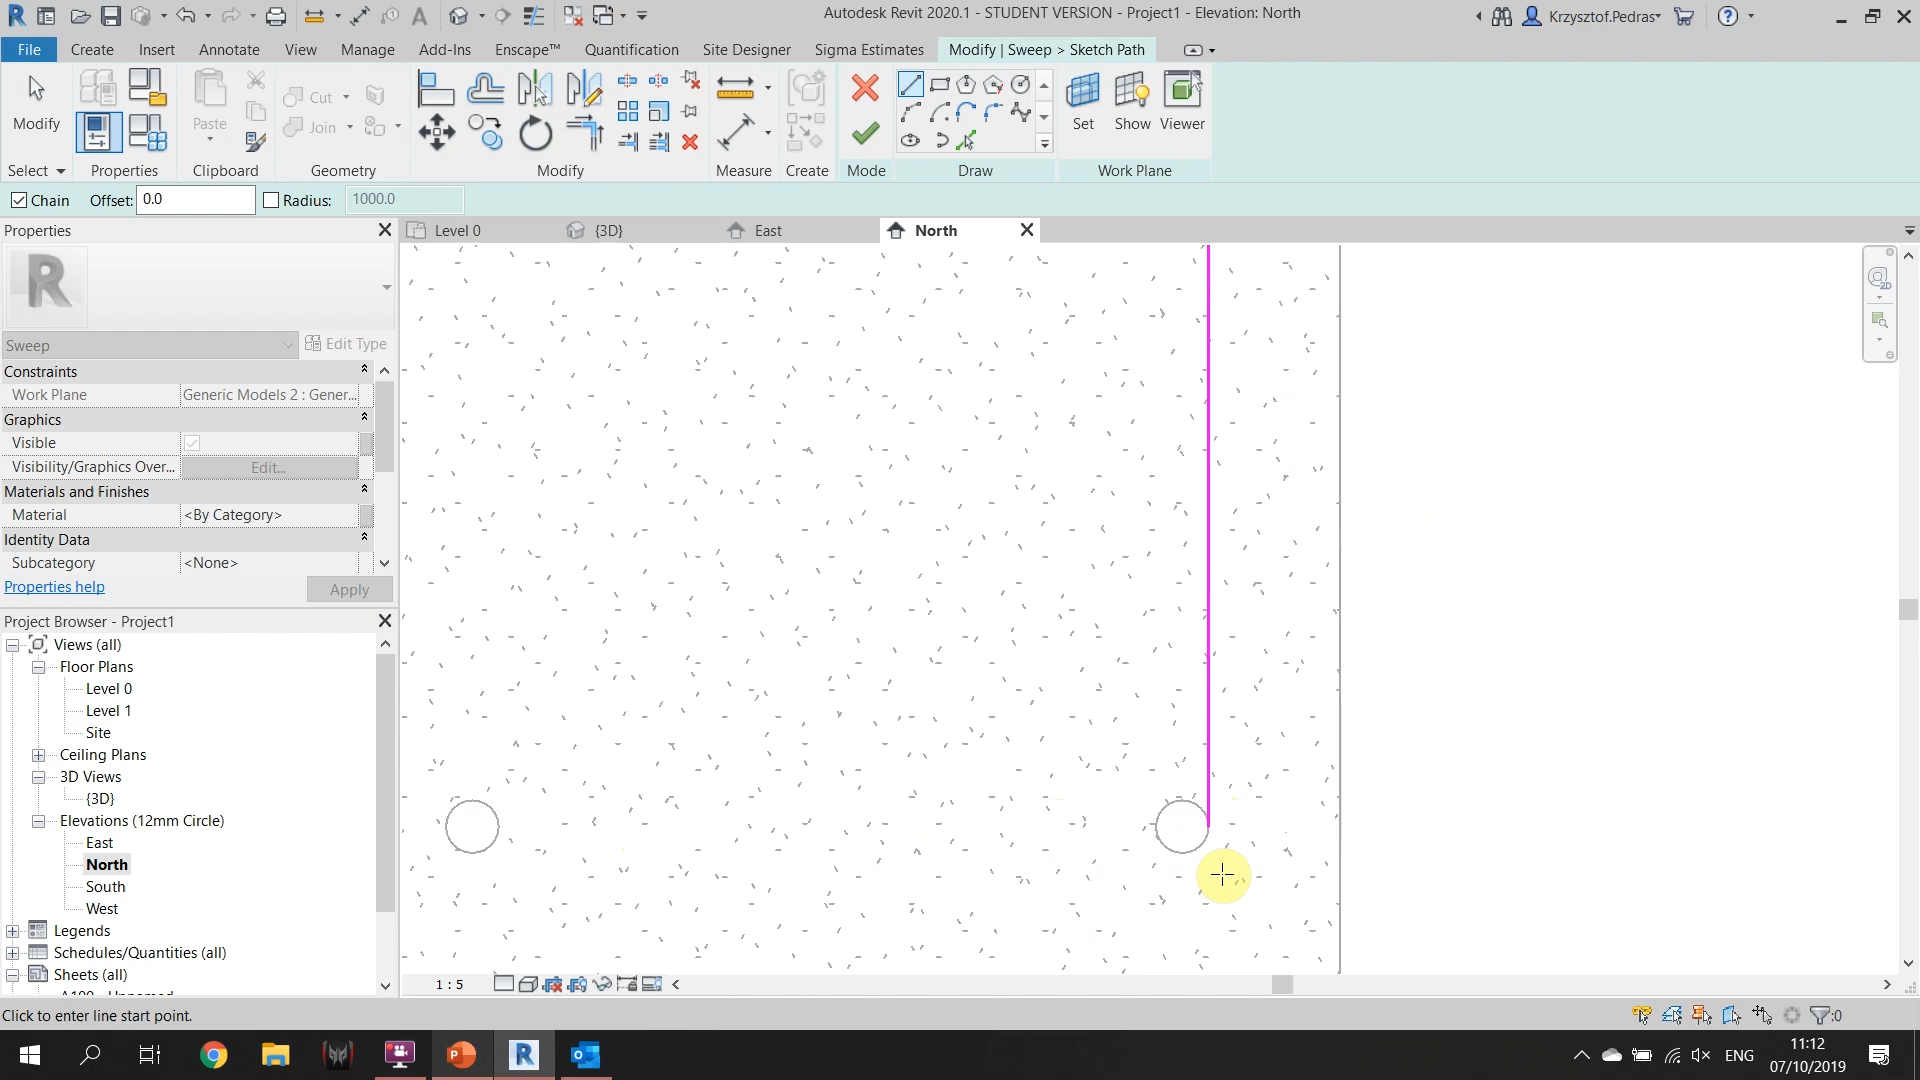 Autodesk Revit 2020.1 - STUDENT VERSION - Project1 - Elevation: North
Krzysztof.Pedras
File Create Insert Annotate View Manage Add-Ins Enscape™ Quantification Site Designer Sigma Estimates Modify | Sweep > Sketch Path
Modify Paste Cut Join Set Show Viewer
Select Properties Clipboard Geometry Modify Measure Create Mode Draw Work Plane
Chain Offset: 0.0 Radius: 1000.0
Properties
Level 0 {3D} East North
Sweep Edit Type
Constraints
Work Plane Generic Models 2 : Gener...
Graphics
Visible
Visibility/Graphics Over... Edit...
Materials and Finishes
Material <By Category>
Identity Data
Subcategory <None>
Properties help Apply
Project Browser - Project1
Views (all)
Floor Plans
Level 0
Level 1
Site
Ceiling Plans
3D Views
{3D}
Elevations (12mm Circle)
East
North
South
West
Legends
Schedules/Quantities (all)
Sheets (all)
A100 - Unnamed
1 : 5
Click to enter line start point.
:0
ENG
11:12
07/10/2019